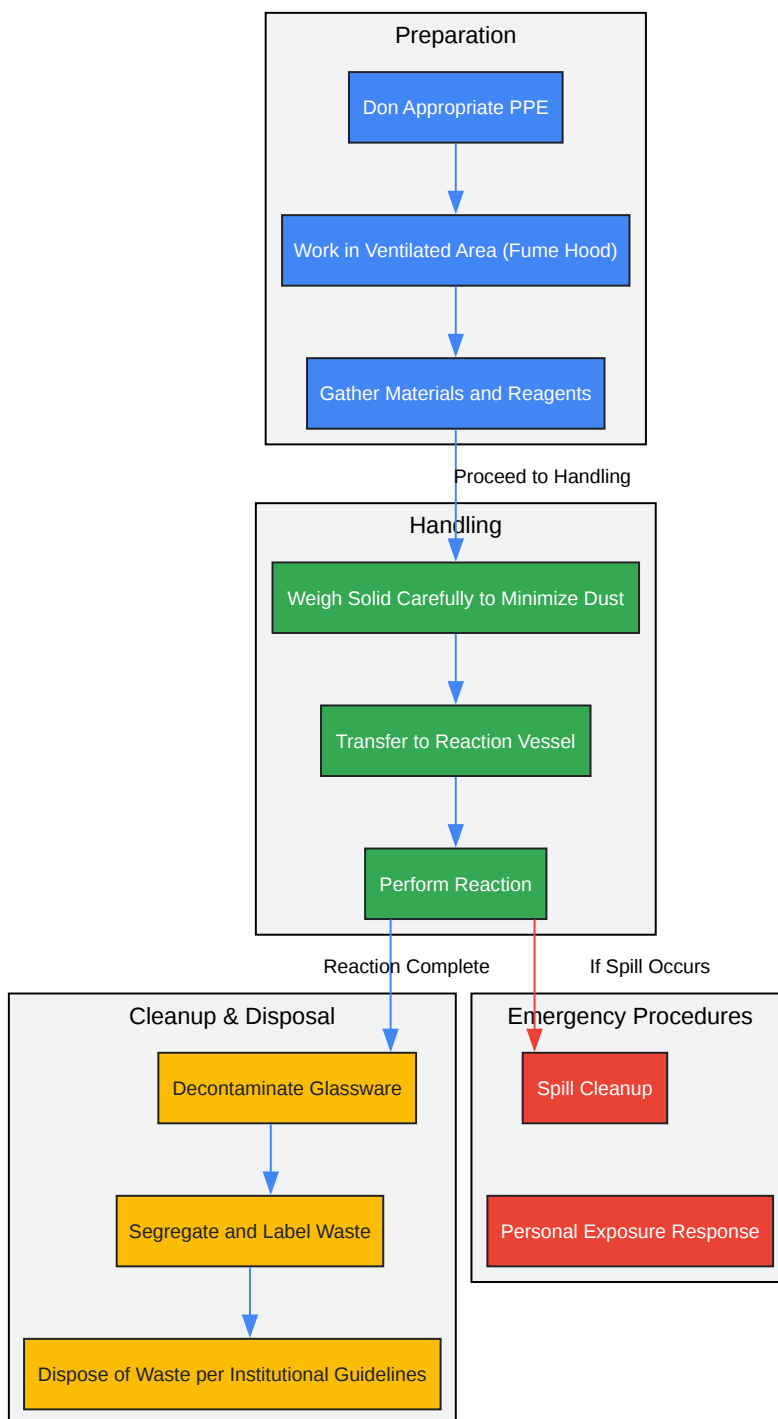 Preparation
Don Appropriate PPE
Work in Ventilated Area (Fume Hood)
Gather Materials and Reagents
Proceed to Handling
Handling
Weigh Solid Carefully to Minimize Dust
Transfer to Reaction Vessel
Perform Reaction
Reaction Complete
If Spill Occurs
Cleanup & Disposal
Decontaminate Glassware
Segregate and Label Waste
Dispose of Waste per Institutional Guidelines
Emergency Procedures
Spill Cleanup
Personal Exposure Response